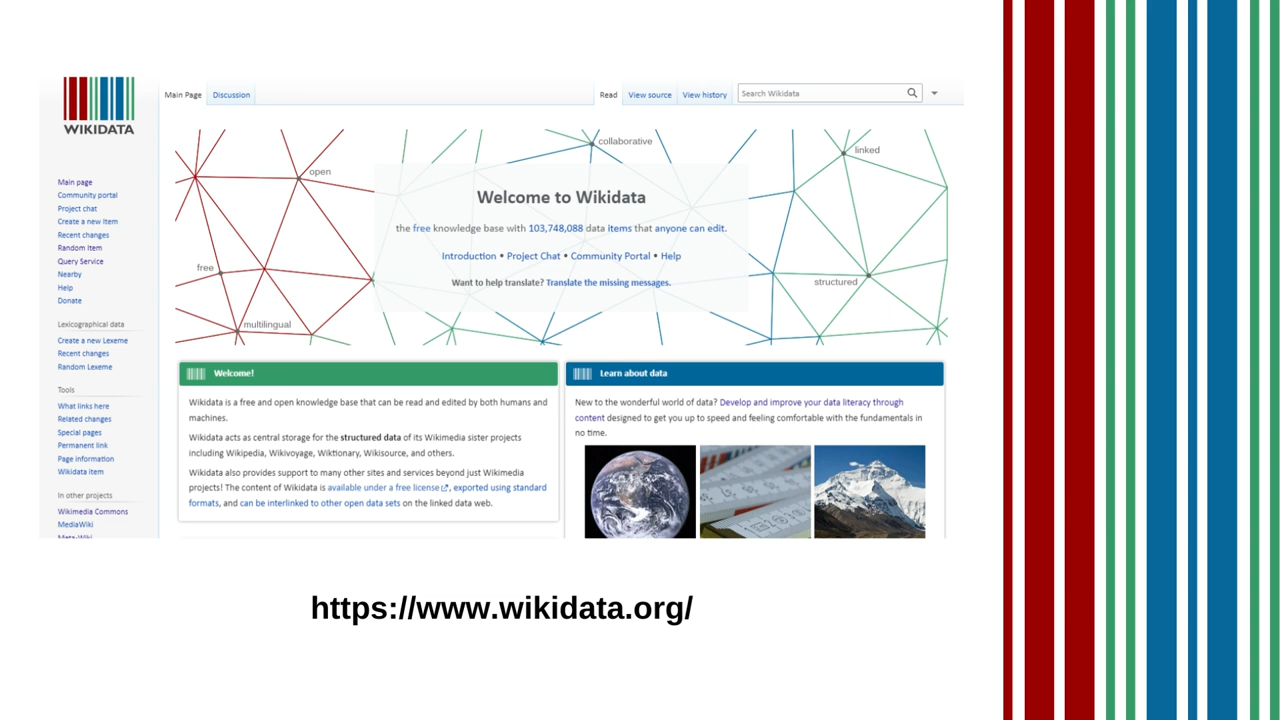 WIKIDATA
Main Page
Discussion
Read
View source
View history
Search Wikidata
Main page
Community portal
Project chat
Create a new Item
Recent changes
Random Item
Query Service
Nearby
Help
Donate
Lexicographical data
Create a new Lexeme
Recent changes
Random Lexeme
Tools
What links here
Related changes
Special pages
Permanent link
Page information
Wikidata item
In other projects
Wikimedia Commons
MediaWiki
Meta-Wiki
collaborative
linked
open
free
structured
multilingual
Welcome to Wikidata
the free knowledge base with 103,748,088 data items that anyone can edit.
Introduction • Project Chat • Community Portal • Help
Want to help translate? Translate the missing messages.
Welcome!
Wikidata is a free and open knowledge base that can be read and edited by both humans and
machines.
Wikidata acts as central storage for the structured data of its Wikimedia sister projects
including Wikipedia, Wikivoyage, Wiktionary, Wikisource, and others.
Wikidata also provides support to many other sites and services beyond just Wikimedia
projects! The content of Wikidata is available under a free license, exported using standard
formats, and can be interlinked to other open data sets on the linked data web.
Learn about data
New to the wonderful world of data? Develop and improve your data literacy through
content designed to get you up to speed and feeling comfortable with the fundamentals in
no time.
https://www.wikidata.org/